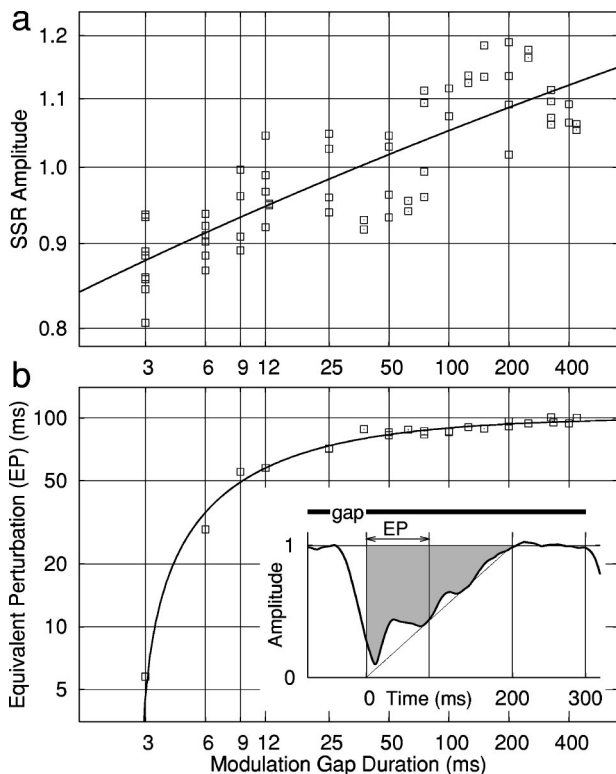 a
1.2
1.1
1.0
0.9
0.8
SSR Amplitude
3 6 9 12 25 50 100 200 400
b
100
50
20
10
5
Equivalent Perturbation (EP) (ms)
gap
EP
1
0
Amplitude
0 Time (ms) 200 300
3 6 9 12 25 50 100 200 400
Modulation Gap Duration (ms)